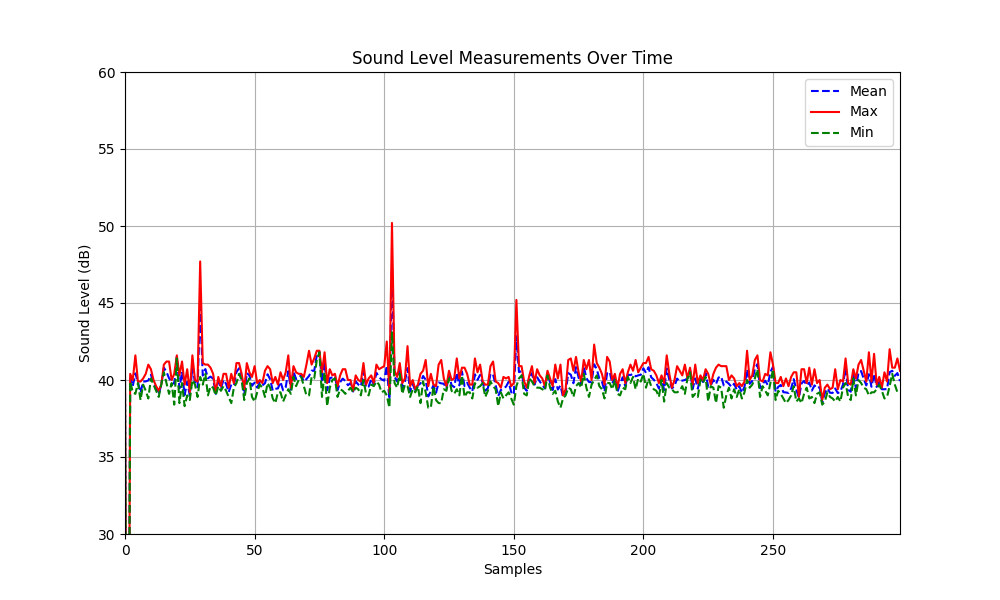 Sound Level Measurements Over Time
60
55
50
45
40
35
30
Sound Level (dB)
Mean
Max
Min
0 50 100 150 200 250
Samples